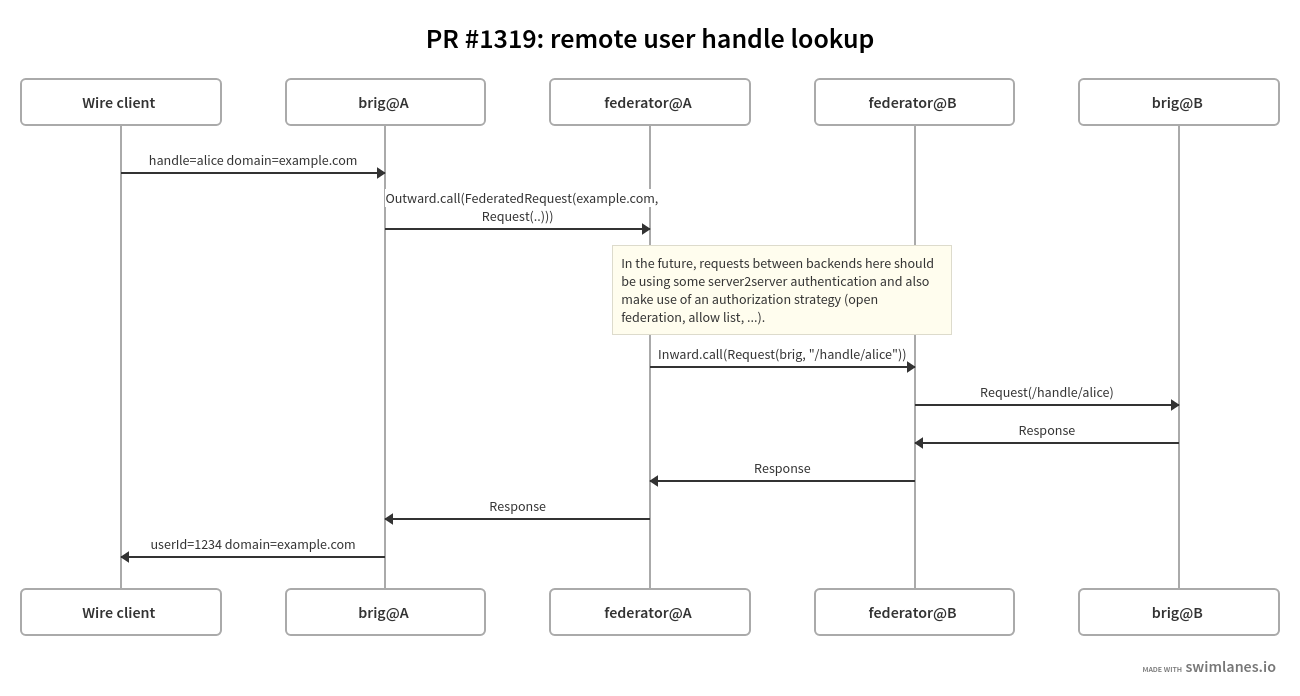 PR #1319: remote user handle lookup
Wire client
brig@A
federator@A
federator@B
brig@B
handle=alice domain=example.com
Outward.call(FederatedRequest(example.com,
Request(..)))
In the future, requests between backends here should
be using some server2server authentication and also
make use of an authorization strategy (open
federation, allow list, ...).
Inward.call(Request(brig, "/handle/alice"))
Request(/handle/alice)
Response
Response
Response
userId=1234 domain=example.com
Wire client
brig@A
federator@A
federator@B
brig@B
MADE WITH swimlanes.io